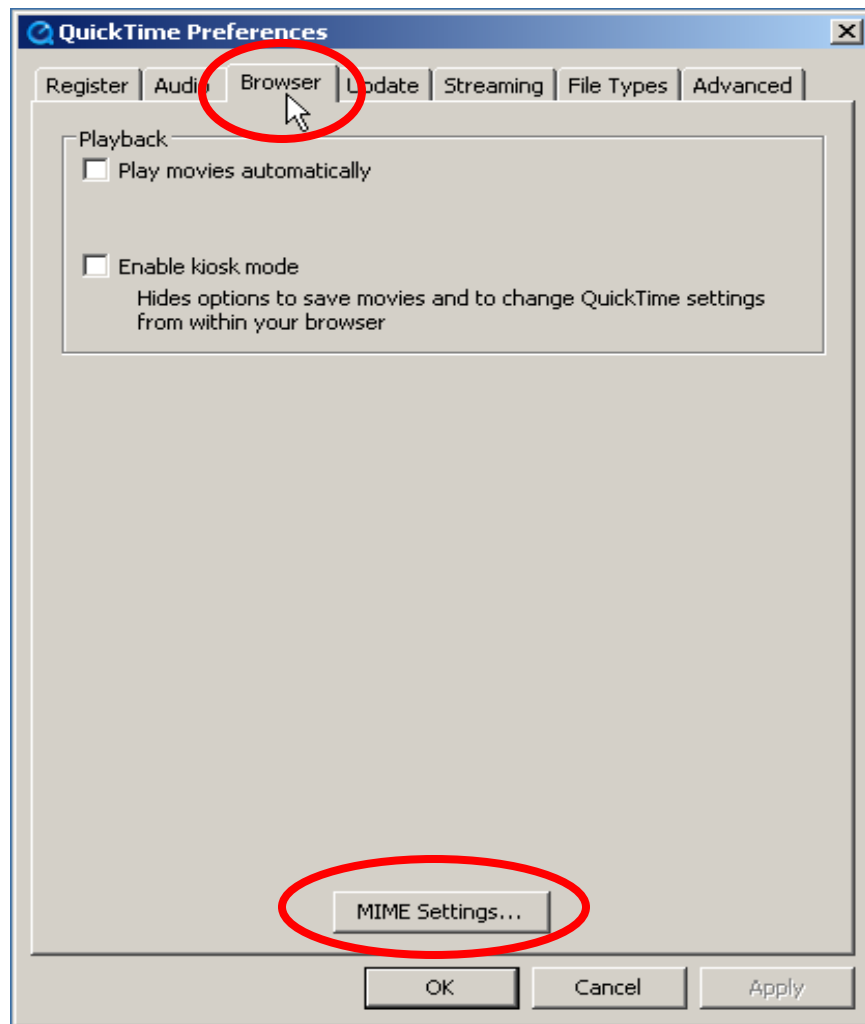 QuickTime Preferences
Register Audio Browser Update Streaming File Types Advanced
Playback
Play movies automatically
Enable kiosk mode
Hides options to save movies and to change QuickTime settings
from within your browser
MIME Settings...
OK Cancel Apply